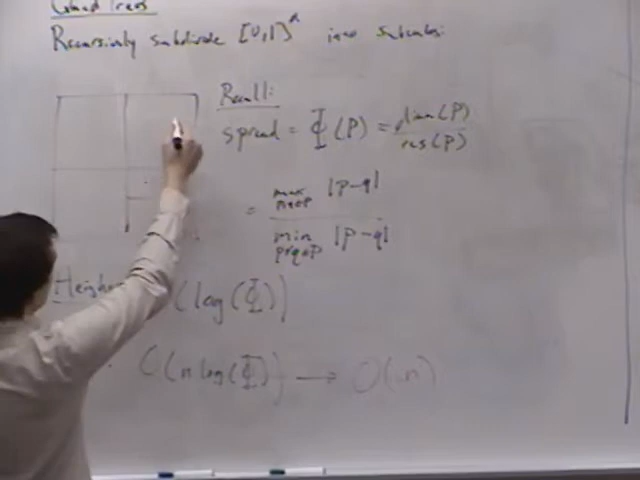 Quad Trees
Recursively subdivide [0,1]^d into subcubes:
Recall:
spread = Φ(P) = diam(P) / res(P)
= max p,q∈P |p-q| / min p,q∈P |p-q|
Height (log(Φ))
O(n log(Φ)) → O(n)